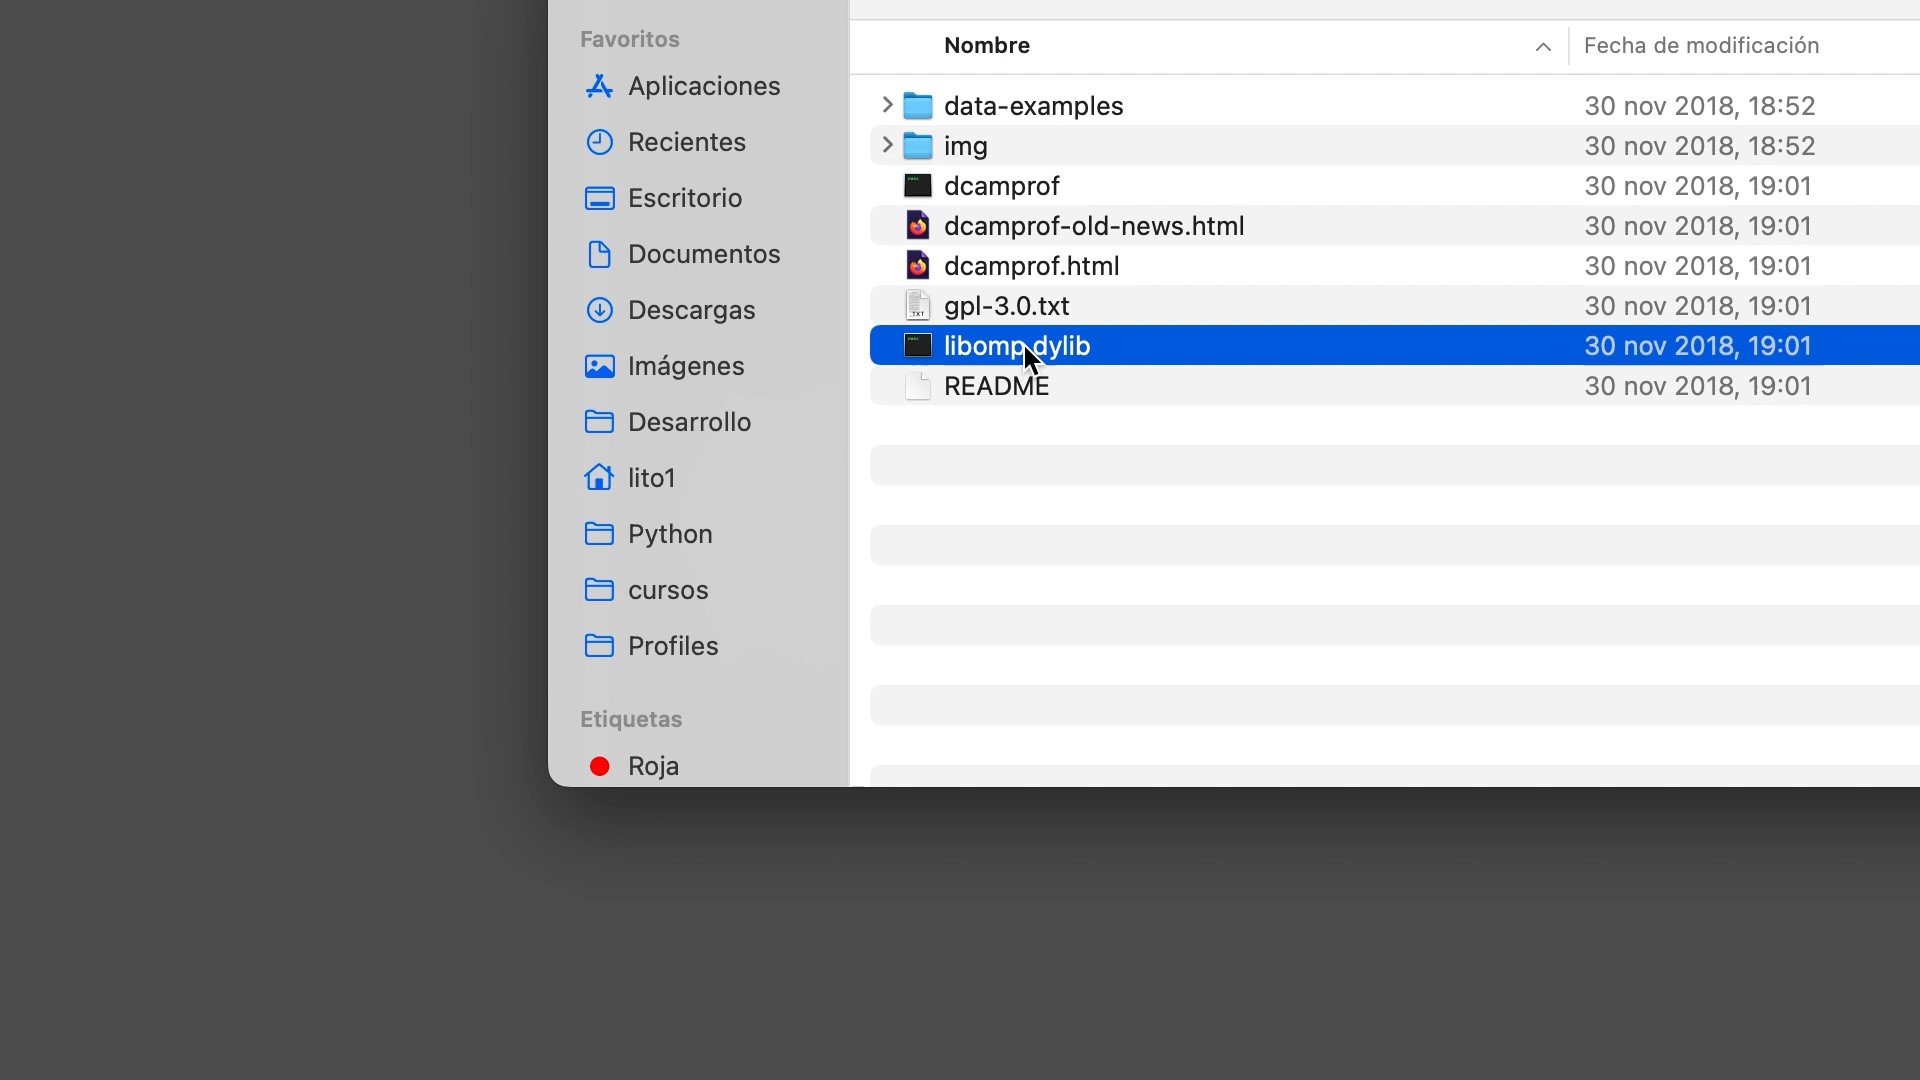 Favoritos
Aplicaciones
Recientes
Escritorio
Documentos
Descargas
Imágenes
Desarrollo
lito1
Python
cursos
Profiles
Etiquetas
Roja
Nombre Fecha de modificación
data-examples 30 nov 2018, 18:52
img 30 nov 2018, 18:52
dcamprof 30 nov 2018, 19:01
dcamprof-old-news.html 30 nov 2018, 19:01
dcamprof.html 30 nov 2018, 19:01
gpl-3.0.txt 30 nov 2018, 19:01
libomp.dylib 30 nov 2018, 19:01
README 30 nov 2018, 19:01